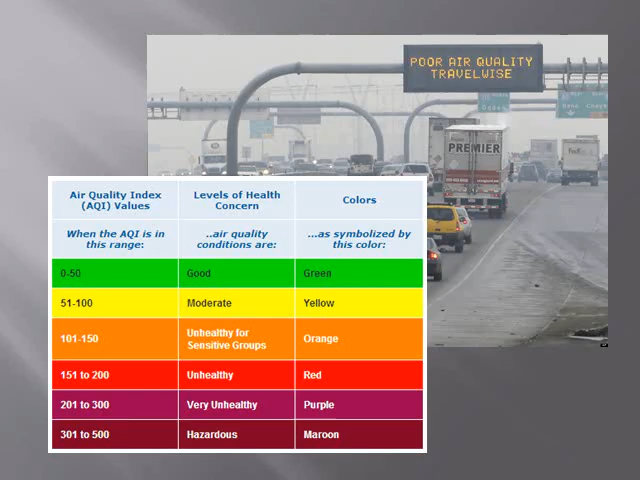 POOR AIR QUALITY
TRAVELWISE
PREMIER
FedEx
Air Quality Index
(AQI) Values
Levels of Health
Concern
Colors
When the AQI is in
this range:
..air quality
conditions are:
...as symbolized by
this color:
0-50
Good
Green
51-100
Moderate
Yellow
101-150
Unhealthy for
Sensitive Groups
Orange
151 to 200
Unhealthy
Red
201 to 300
Very Unhealthy
Purple
301 to 500
Hazardous
Maroon